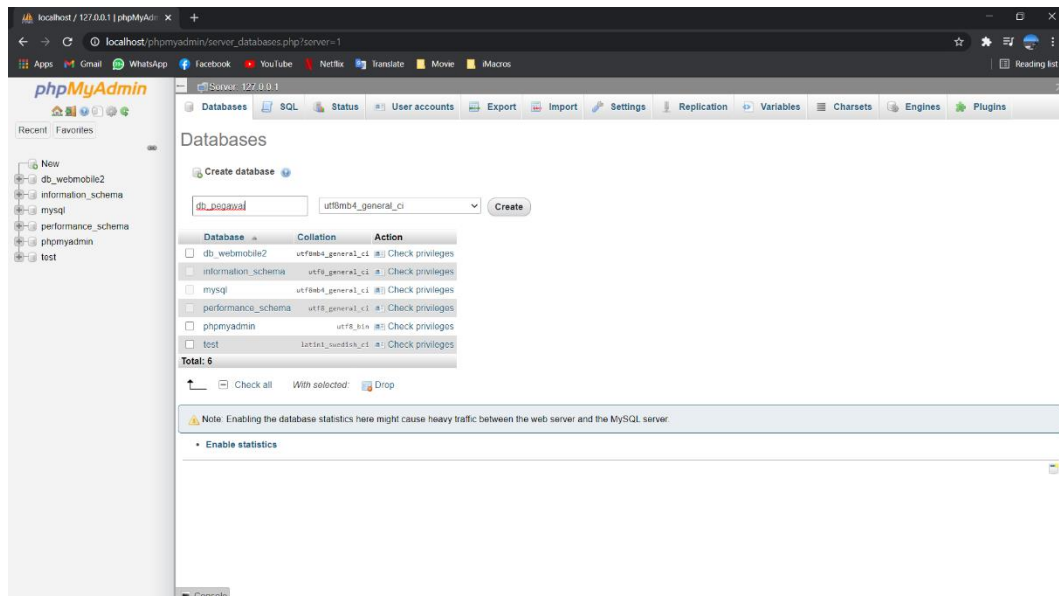 localhost / 127.0.0.1 | phpMyAdm
localhost/phpmyadmin/server_databases.php?server=1
Apps Gmail WhatsApp Facebook YouTube Netflix Translate Movie iMacros Reading list
phpMyAdmin
Recent Favorites
New
db_webmobile2
information_schema
mysql
performance_schema
phpmyadmin
test
Server: 127.0.0.1
Databases SQL Status User accounts Export Import Settings Replication Variables Charsets Engines Plugins
Databases
Create database
db_pegawai utf8mb4_general_ci Create
Database Collation Action
db_webmobile2 utf8mb4_general_ci Check privileges
information_schema utf8_general_ci Check privileges
mysql utf8mb4_general_ci Check privileges
performance_schema utf8_general_ci Check privileges
phpmyadmin utf8_bin Check privileges
test latin1_swedish_ci Check privileges
Total: 6
Check all With selected: Drop
Note: Enabling the database statistics here might cause heavy traffic between the web server and the MySQL server.
Enable statistics
Console